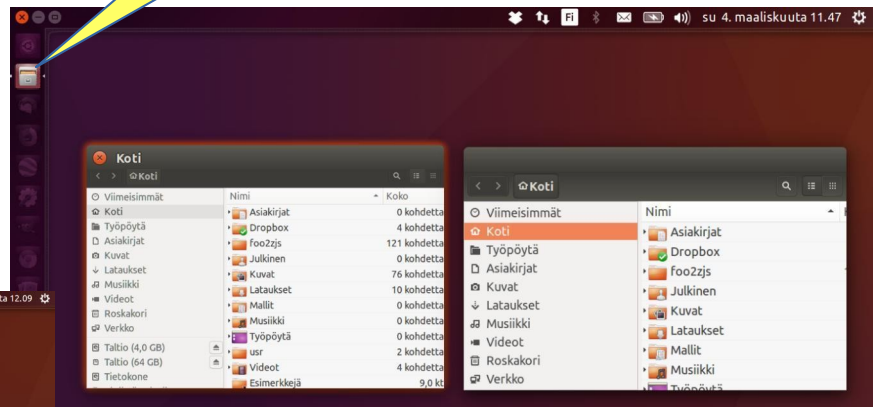 Fi su 4. maaliskuuta 11.47
Koti
Koti
Viimeisimmät
Koti
Työpöytä
Asiakirjat
Kuvat
Lataukset
Musiikki
Videot
Roskakori
Verkko
Taltio (4,0 GB)
Taltio (64 GB)
Tietokone
Nimi Koko
Asiakirjat 0 kohdetta
Dropbox 4 kohdetta
foo2zjs 121 kohdetta
Julkinen 0 kohdetta
Kuvat 76 kohdetta
Lataukset 10 kohdetta
Mallit 0 kohdetta
Musiikki 0 kohdetta
Työpöytä 0 kohdetta
usr 2 kohdetta
Videot 4 kohdetta
Esimerkkejä 9,0 kt
Koti
Viimeisimmät
Koti
Työpöytä
Asiakirjat
Kuvat
Lataukset
Musiikki
Videot
Roskakori
Verkko
Nimi
Asiakirjat
Dropbox
foo2zjs
Julkinen
Kuvat
Lataukset
Mallit
Musiikki
Työpöytä
ta 12.09